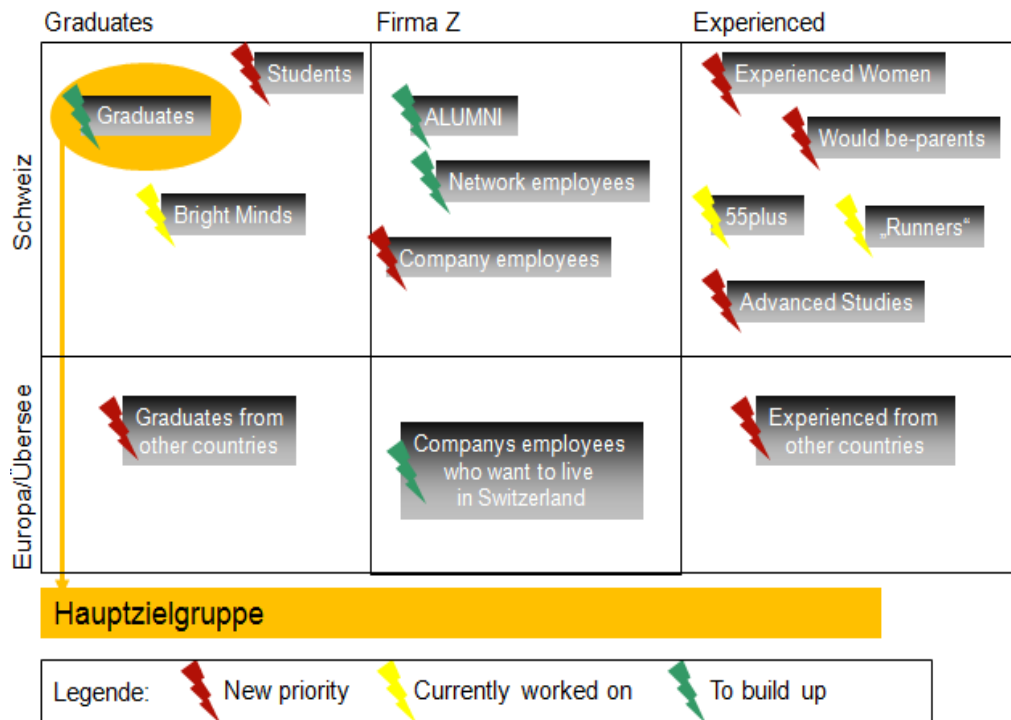 Graduates
Firma Z
Experienced
Schweiz
Students
Graduates
Bright Minds
ALUMNI
Network employees
Company employees
Experienced Women
Would be-parents
55plus
„Runners“
Advanced Studies
Europa/Übersee
Graduates from
other countries
Companys employees
who want to live
in Switzerland
Experienced from
other countries
Hauptzielgruppe
Legende: New priority Currently worked on To build up